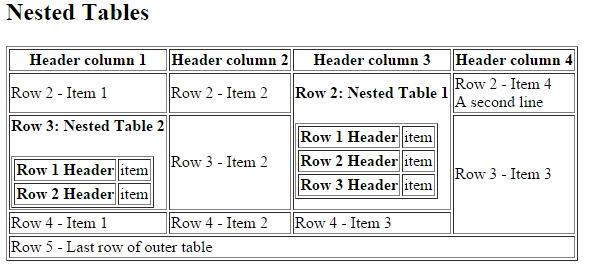 Nested Tables
Header column 1 Header column 2 Header column 3 Header column 4
Row 2 - Item 1
Row 2 - Item 2
Row 2: Nested Table 1
Row 1 Header item
Row 2 Header item
Row 3 Header item
Row 2 - Item 4
A second line
Row 3: Nested Table 2
Row 1 Header item
Row 2 Header item
Row 3 - Item 2
Row 3 - Item 3
Row 4 - Item 1 Row 4 - Item 2 Row 4 - Item 3
Row 5 - Last row of outer table